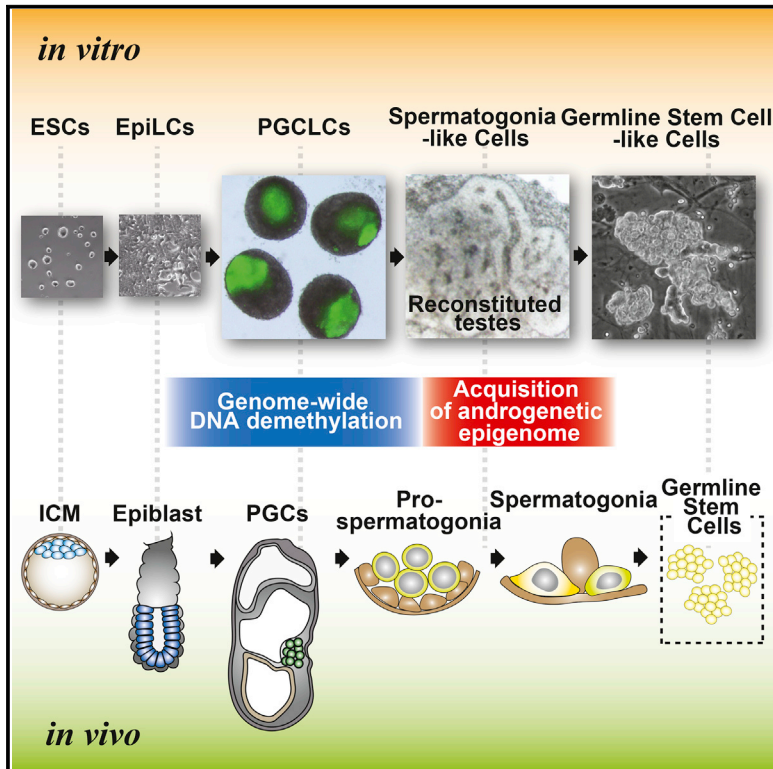 in vitro
ESCs
EpiLCs
PGCLCs
Spermatogonia
-like Cells
Germline Stem Cell
-like Cells
Reconstituted
testes
Genome-wide
DNA demethylation
Acquisition
of androgenetic
epigenome
ICM
Epiblast
PGCs
Pro-
spermatogonia
Spermatogonia
Germline
Stem
Cells
in vivo